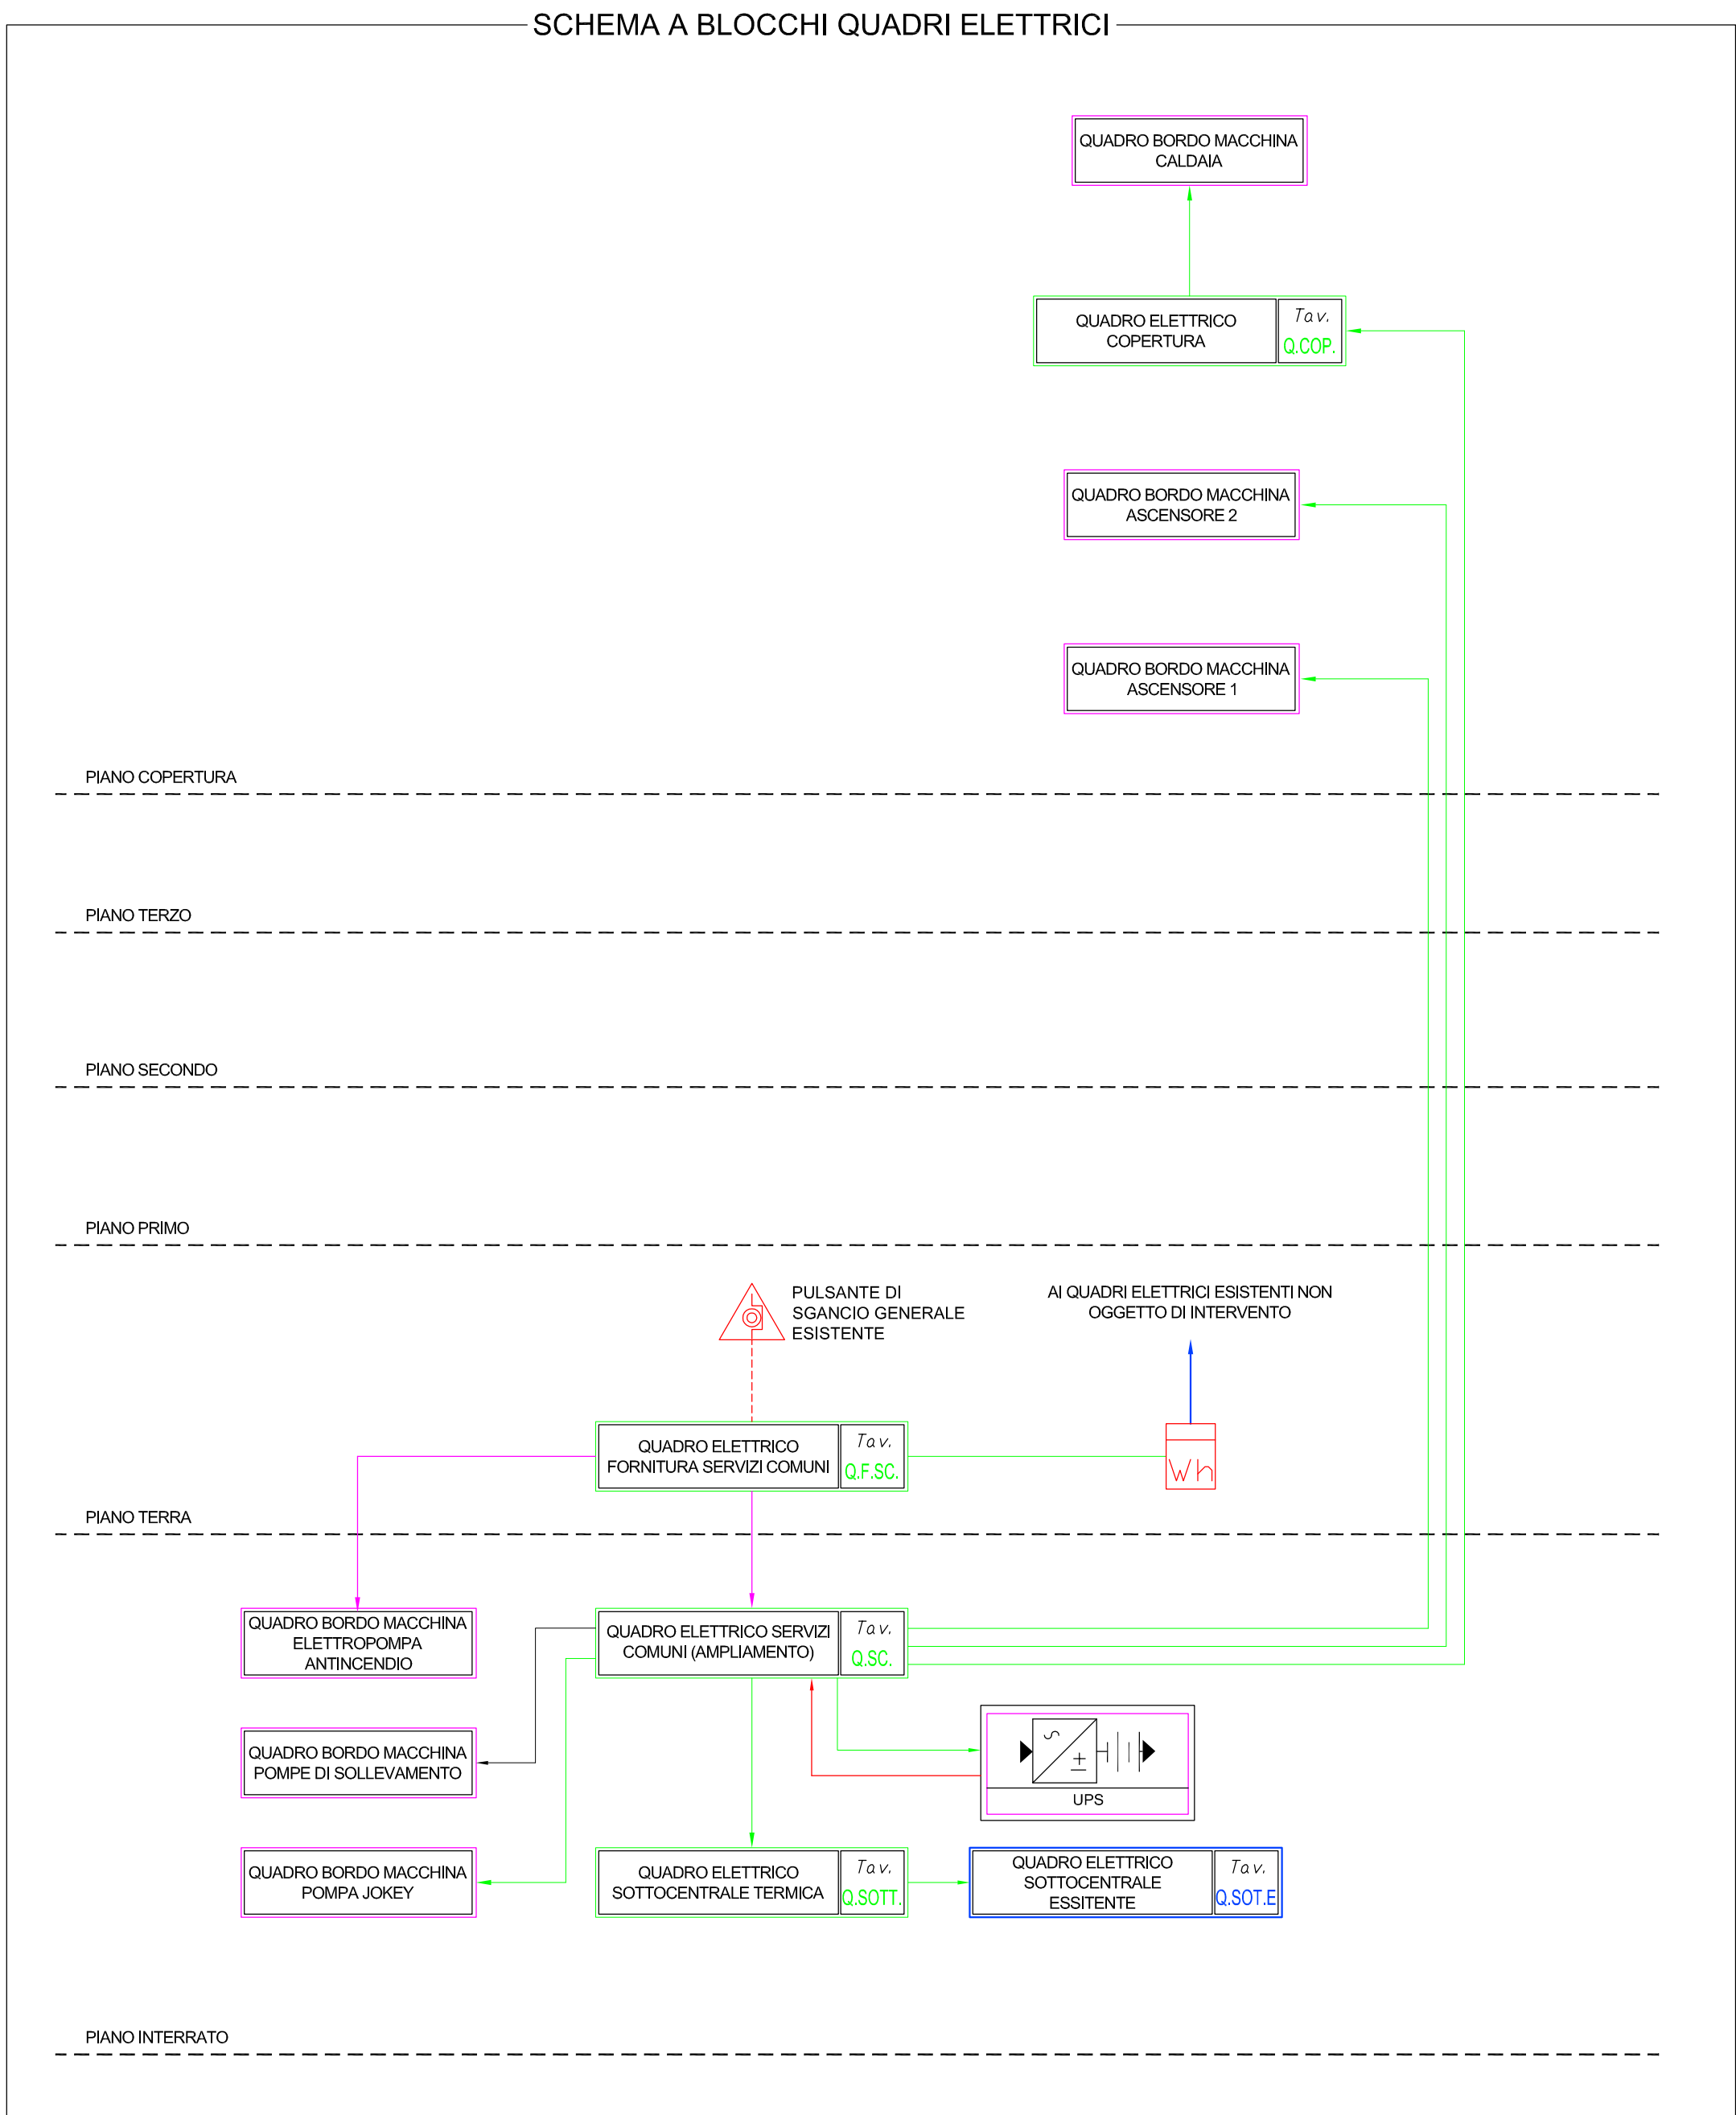 SCHEMA A BLOCCHI QUADRI ELETTRICI
QUADRO BORDO MACCHINA
CALDAIA
QUADRO ELETTRICO
COPERTURA
Tav.
Q.COP.
QUADRO BORDO MACCHINA
ASCENSORE 2
QUADRO BORDO MACCHINA
ASCENSORE 1
PIANO COPERTURA
PIANO TERZO
PIANO SECONDO
PIANO PRIMO
PULSANTE DI
SGANCIO GENERALE
ESISTENTE
AI QUADRI ELETTRICI ESISTENTI NON
OGGETTO DI INTERVENTO
QUADRO ELETTRICO
FORNITURA SERVIZI COMUNI
Tav.
Q.F.SC.
Wh
PIANO TERRA
QUADRO BORDO MACCHINA
ELETTROPOMPA
ANTINCENDIO
QUADRO ELETTRICO SERVIZI
COMUNI (AMPLIAMENTO)
Tav.
Q.SC.
QUADRO BORDO MACCHINA
POMPE DI SOLLEVAMENTO
UPS
QUADRO BORDO MACCHINA
POMPA JOKEY
QUADRO ELETTRICO
SOTTOCENTRALE TERMICA
Tav.
Q.SOTT.
QUADRO ELETTRICO
SOTTOCENTRALE
ESSITENTE
Tav.
Q.SOT.E
PIANO INTERRATO